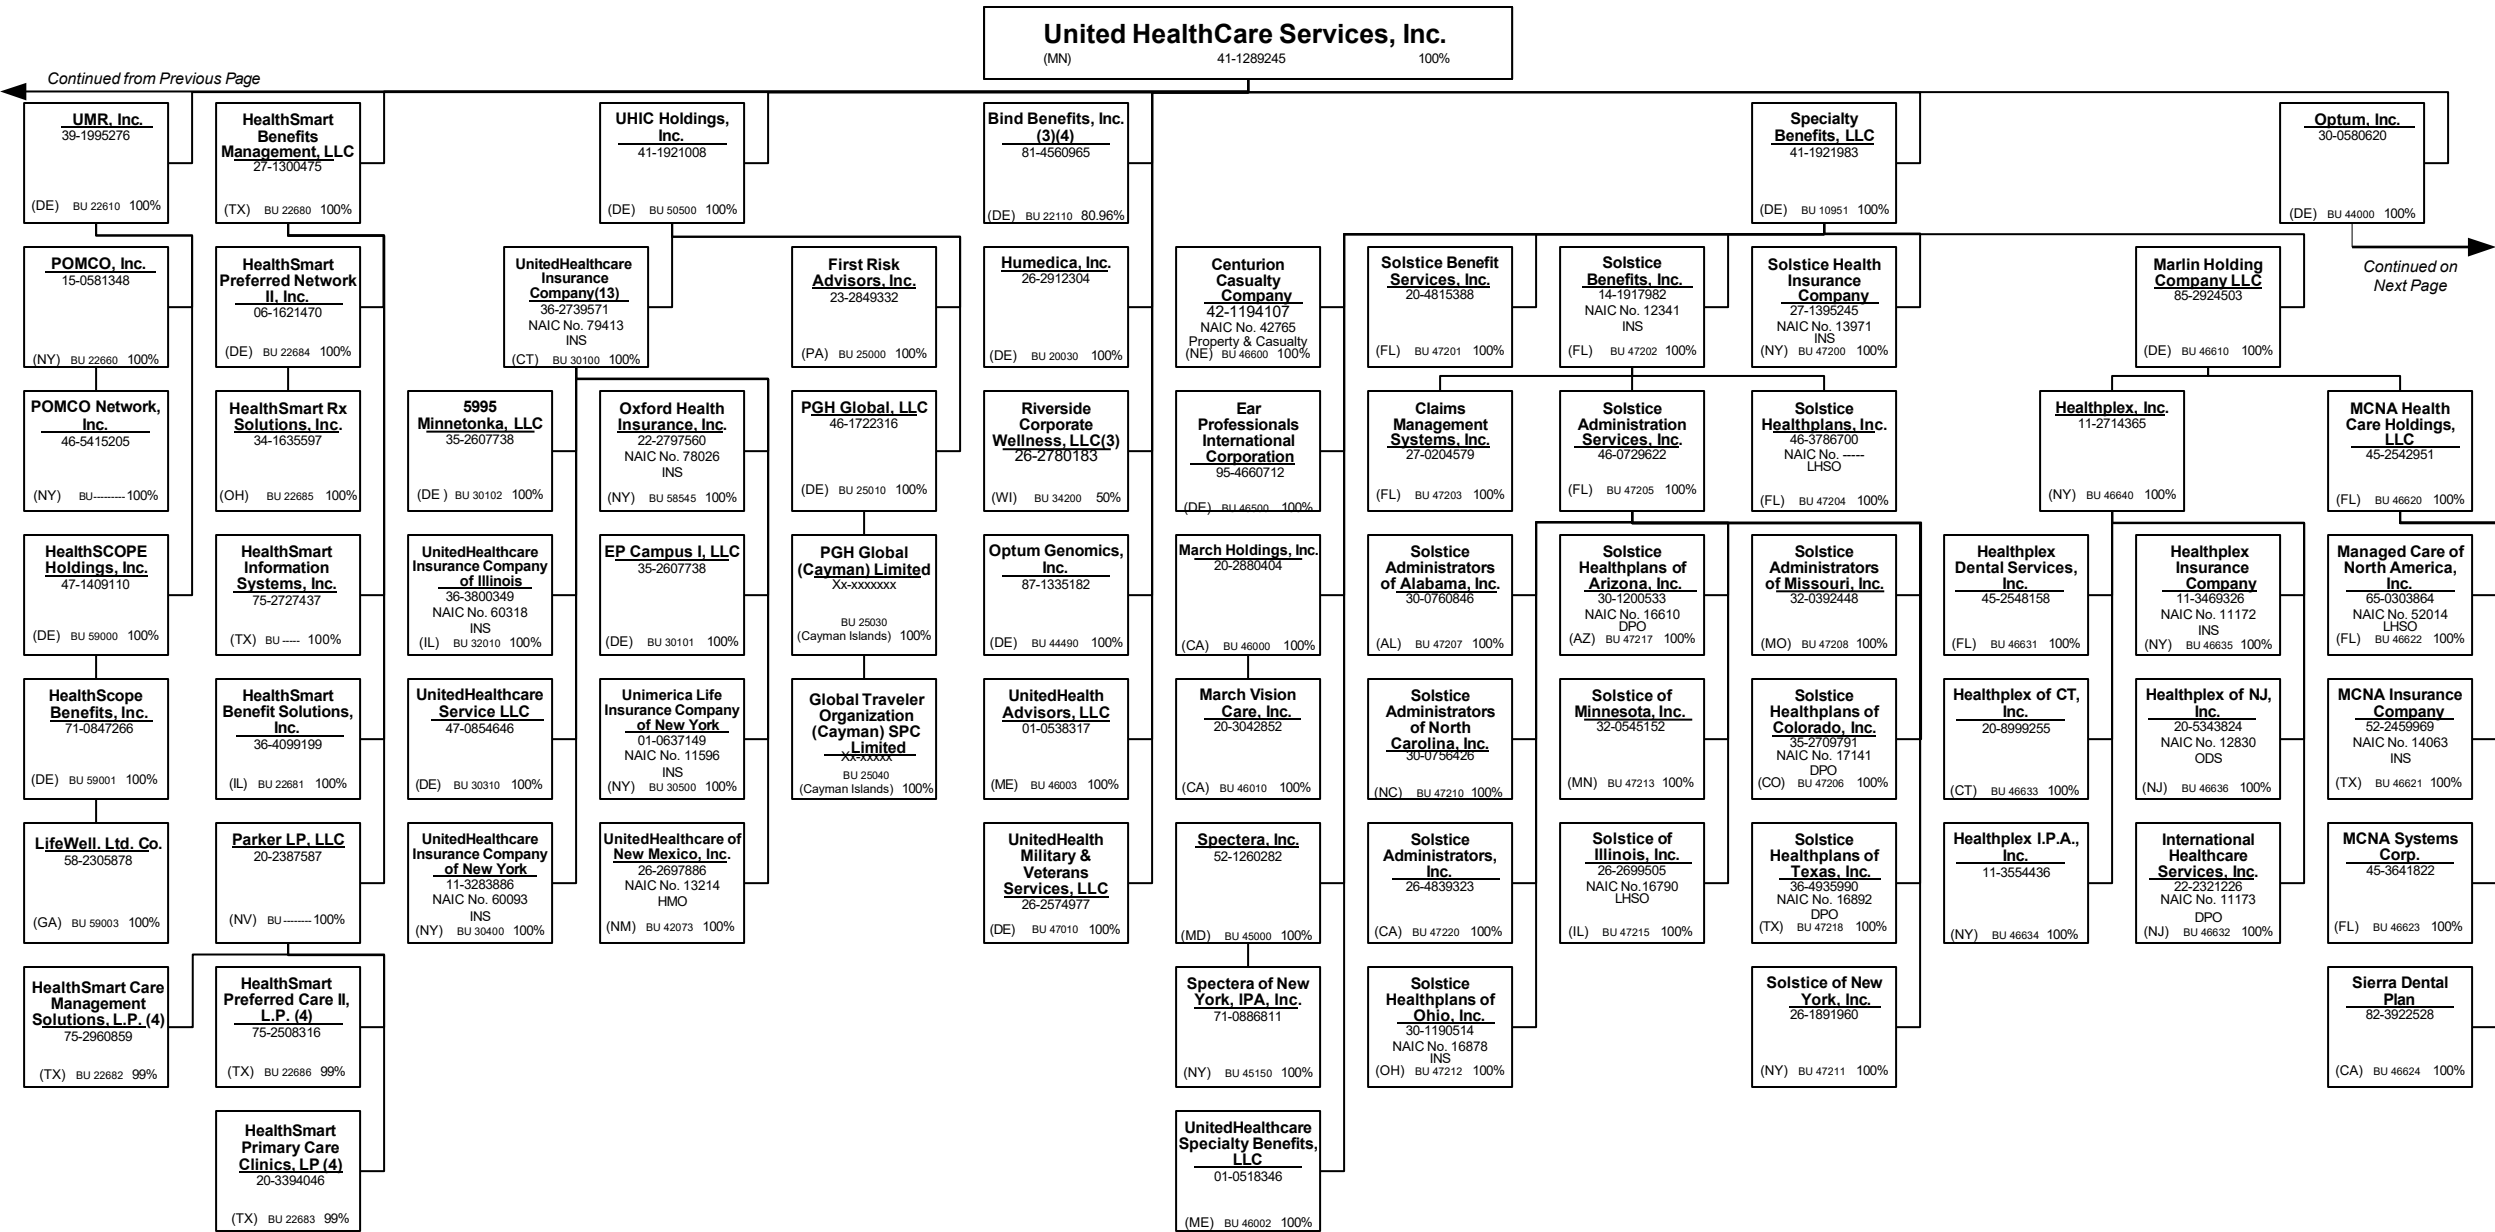 United HealthCare Services, Inc.
(MN) 41-1289245 100%
Continued from Previous Page
UMR, Inc.
39-1995276
(DE) BU 22610 100%
HealthSmart
Benefits
Management, LLC
27-1300475
(TX) BU 22680 100%
UHIC Holdings,
Inc.
41-1921008
(DE) BU 50500 100%
Bind Benefits, Inc.
(3)(4)
81-4560965
(DE) BU 22110 80.96%
Specialty
Benefits, LLC
41-1921983
(DE) BU 10951 100%
Optum, Inc.
30-0580620
(DE) BU 44000 100%
POMCO, Inc.
15-0581348
(NY) BU 22660 100%
HealthSmart
Preferred Network
II, Inc.
06-1621470
(DE) BU 22684 100%
UnitedHealthcare
Insurance
Company(13)
36-2739571
NAIC No. 79413
INS
(CT) BU 30100 100%
First Risk
Advisors, Inc.
23-2849332
(PA) BU 25000 100%
Humedica, Inc.
26-2912304
(DE) BU 20030 100%
Centurion
Casualty
Company
42-1194107
NAIC No. 42765
Property & Casualty
(NE) BU 46600 100%
Solstice Benefit
Services, Inc.
20-4815388
(FL) BU 47201 100%
Solstice
Benefits, Inc.
14-1917982
NAIC No. 12341
INS
(FL) BU 47202 100%
Solstice Health
Insurance
Company
27-1395245
NAIC No. 13971
INS
(NY) BU 47200 100%
Marlin Holding
Company LLC
85-2924503
(DE) BU 46610 100%
Continued on
Next Page
POMCO Network,
Inc.
46-5415205
(NY) BU--------- 100%
HealthSmart Rx
Solutions, Inc.
34-1635597
(OH) BU 22685 100%
5995
Minnetonka, LLC
35-2607738
(DE ) BU 30102 100%
Oxford Health
Insurance, Inc.
22-2797560
NAIC No. 78026
INS
(NY) BU 58545 100%
PGH Global, LLC
46-1722316
(DE) BU 25010 100%
Riverside
Corporate
Wellness, LLC(3)
26-2780183
(WI) BU 34200 50%
Ear
Professionals
International
Corporation
95-4660712
(DE) BU 46500 100%
Claims
Management
Systems, Inc.
27-0204579
(FL) BU 47203 100%
Solstice
Administration
Services, Inc.
46-0729622
(FL) BU 47205 100%
Solstice
Healthplans, Inc.
46-3786700
NAIC No. -----
LHSO
(FL) BU 47204 100%
Healthplex, Inc.
11-2714365
(NY) BU 46640 100%
MCNA Health
Care Holdings,
LLC
45-2542951
(FL) BU 46620 100%
HealthSCOPE
Holdings, Inc.
47-1409110
(DE) BU 59000 100%
HealthSmart
Information
Systems, Inc.
75-2727437
(TX) BU ----- 100%
UnitedHealthcare
Insurance Company
of Illinois
36-3800349
NAIC No. 60318
INS
(IL) BU 32010 100%
EP Campus I, LLC
35-2607738
(DE) BU 30101 100%
PGH Global
(Cayman) Limited
Xx-xxxxxxx
BU 25030
(Cayman Islands) 100%
Optum Genomics,
Inc.
87-1335182
(DE) BU 44490 100%
March Holdings, Inc.
20-2880404
(CA) BU 46000 100%
Solstice
Administrators
of Alabama, Inc.
30-0760846
(AL) BU 47207 100%
Solstice
Healthplans of
Arizona, Inc.
30-1200533
NAIC No. 16610
DPO
(AZ) BU 47217 100%
Solstice
Administrators
of Missouri, Inc.
32-0392448
(MO) BU 47208 100%
Healthplex
Dental Services,
Inc.
45-2548158
(FL) BU 46631 100%
Healthplex
Insurance
Company
11-3469326
NAIC No. 11172
INS
(NY) BU 46635 100%
Managed Care of
North America,
Inc.
65-0303864
NAIC No. 52014
LHSO
(FL) BU 46622 100%
HealthScope
Benefits, Inc.
71-0847266
(DE) BU 59001 100%
HealthSmart
Benefit Solutions,
Inc.
36-4099199
(IL) BU 22681 100%
UnitedHealthcare
Service LLC
47-0854646
(DE) BU 30310 100%
Unimerica Life
Insurance Company
of New York
01-0637149
NAIC No. 11596
INS
(NY) BU 30500 100%
Global Traveler
Organization
(Cayman) SPC
Limited
Xx-xxxxx
BU 25040
(Cayman Islands) 100%
UnitedHealth
Advisors, LLC
01-0538317
(ME) BU 46003 100%
March Vision
Care, Inc.
20-3042852
(CA) BU 46010 100%
Solstice
Administrators
of North
Carolina, Inc.
30-0756426
(NC) BU 47210 100%
Solstice of
Minnesota, Inc.
32-0545152
(MN) BU 47213 100%
Solstice
Healthplans of
Colorado, Inc.
35-2709791
NAIC No. 17141
DPO
(CO) BU 47206 100%
Healthplex of CT,
Inc.
20-8999255
(CT) BU 46633 100%
Healthplex of NJ,
Inc.
20-5343824
NAIC No. 12830
ODS
(NJ) BU 46636 100%
MCNA Insurance
Company
52-2459969
NAIC No. 14063
INS
(TX) BU 46621 100%
LifeWell. Ltd. Co.
58-2305878
(GA) BU 59003 100%
Parker LP, LLC
20-2387587
(NV) BU -------- 100%
UnitedHealthcare
Insurance Company
of New York
11-3283886
NAIC No. 60093
INS
(NY) BU 30400 100%
UnitedHealthcare of
New Mexico, Inc.
26-2697886
NAIC No. 13214
HMO
(NM) BU 42073 100%
UnitedHealth
Military &
Veterans
Services, LLC
26-2574977
(DE) BU 47010 100%
Spectera, Inc.
52-1260282
(MD) BU 45000 100%
Solstice
Administrators,
Inc.
26-4839323
(CA) BU 47220 100%
Solstice of
Illinois, Inc.
26-2699505
NAIC No.16790
LHSO
(IL) BU 47215 100%
Solstice
Healthplans of
Texas, Inc.
36-4935990
NAIC No. 16892
DPO
(TX) BU 47218 100%
Healthplex I.P.A.,
Inc.
11-3554436
(NY) BU 46634 100%
International
Healthcare
Services, Inc.
22-2321226
NAIC No. 11173
DPO
(NJ) BU 46632 100%
MCNA Systems
Corp.
45-3641822
(FL) BU 46623 100%
HealthSmart Care
Management
Solutions, L.P. (4)
75-2960859
(TX) BU 22682 99%
HealthSmart
Preferred Care II,
L.P. (4)
75-2508316
(TX) BU 22686 99%
Spectera of New
York, IPA, Inc.
71-0886811
(NY) BU 45150 100%
Solstice
Healthplans of
Ohio, Inc.
30-1190514
NAIC No. 16878
INS
(OH) BU 47212 100%
Solstice of New
York, Inc.
26-1891960
(NY) BU 47211 100%
Sierra Dental
Plan
82-3922528
(CA) BU 46624 100%
HealthSmart
Primary Care
Clinics, LP (4)
20-3394046
(TX) BU 22683 99%
UnitedHealthcare
Specialty Benefits,
LLC
01-0518346
(ME) BU 46002 100%